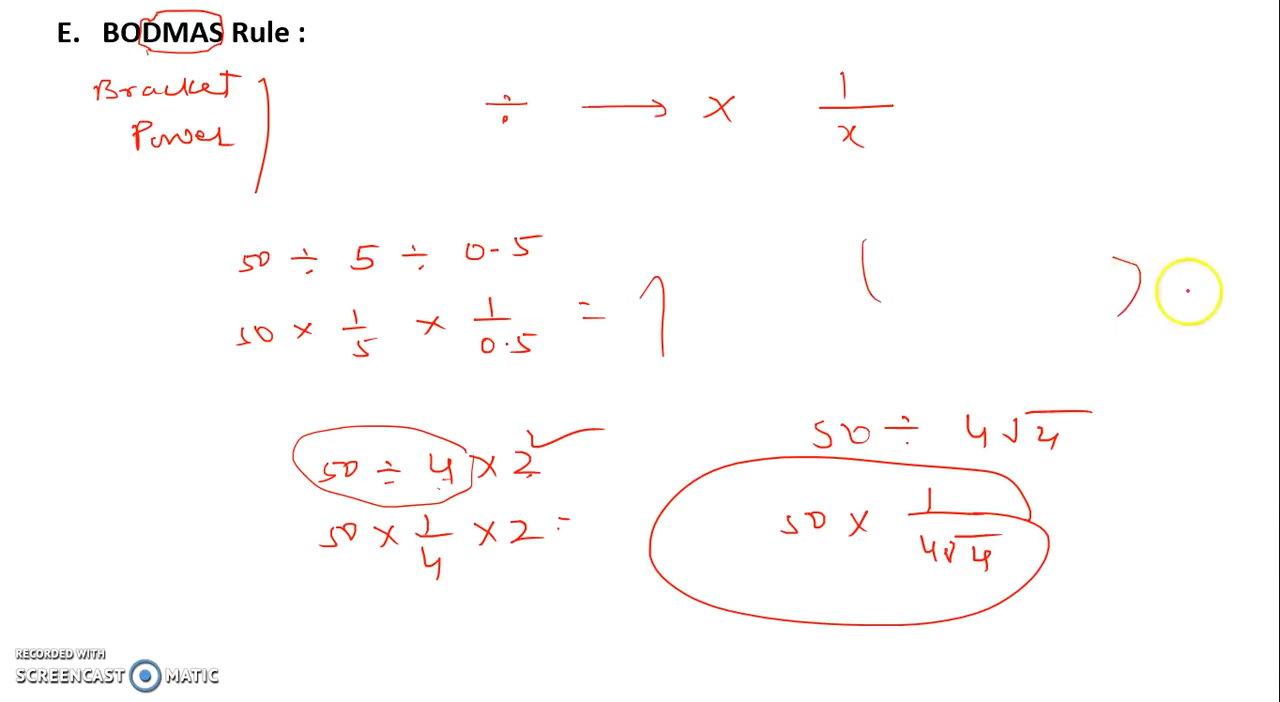 E. BODMAS Rule :
Bracket
Power
÷ → x 1/x
50 ÷ 5 ÷ 0-5
50 × 1/5 × 1/0.5 =
( )
50 ÷ 4 × 2
50 × 1/4 × 2 =
50 ÷ 4√4
50 × 1/4√4
RECORDED WITH
SCREENCAST MATIC